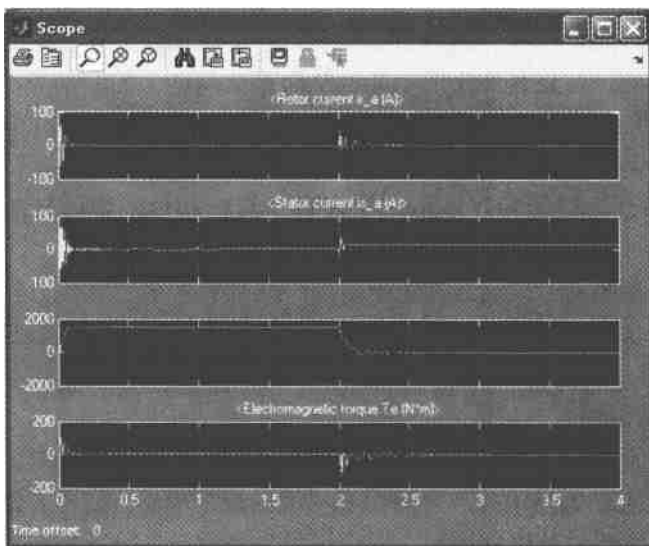 Scope
<Rotor current ir_a (A)>
100
0
-100
<Stator current is_a (A)>
100
0
100
2000
0
-2000
<Electromagnetic torque Te (N*m)>
200
0
-200
0 0.5 1 1.5 2 2.5 3 3.5 4
Time offset: 0